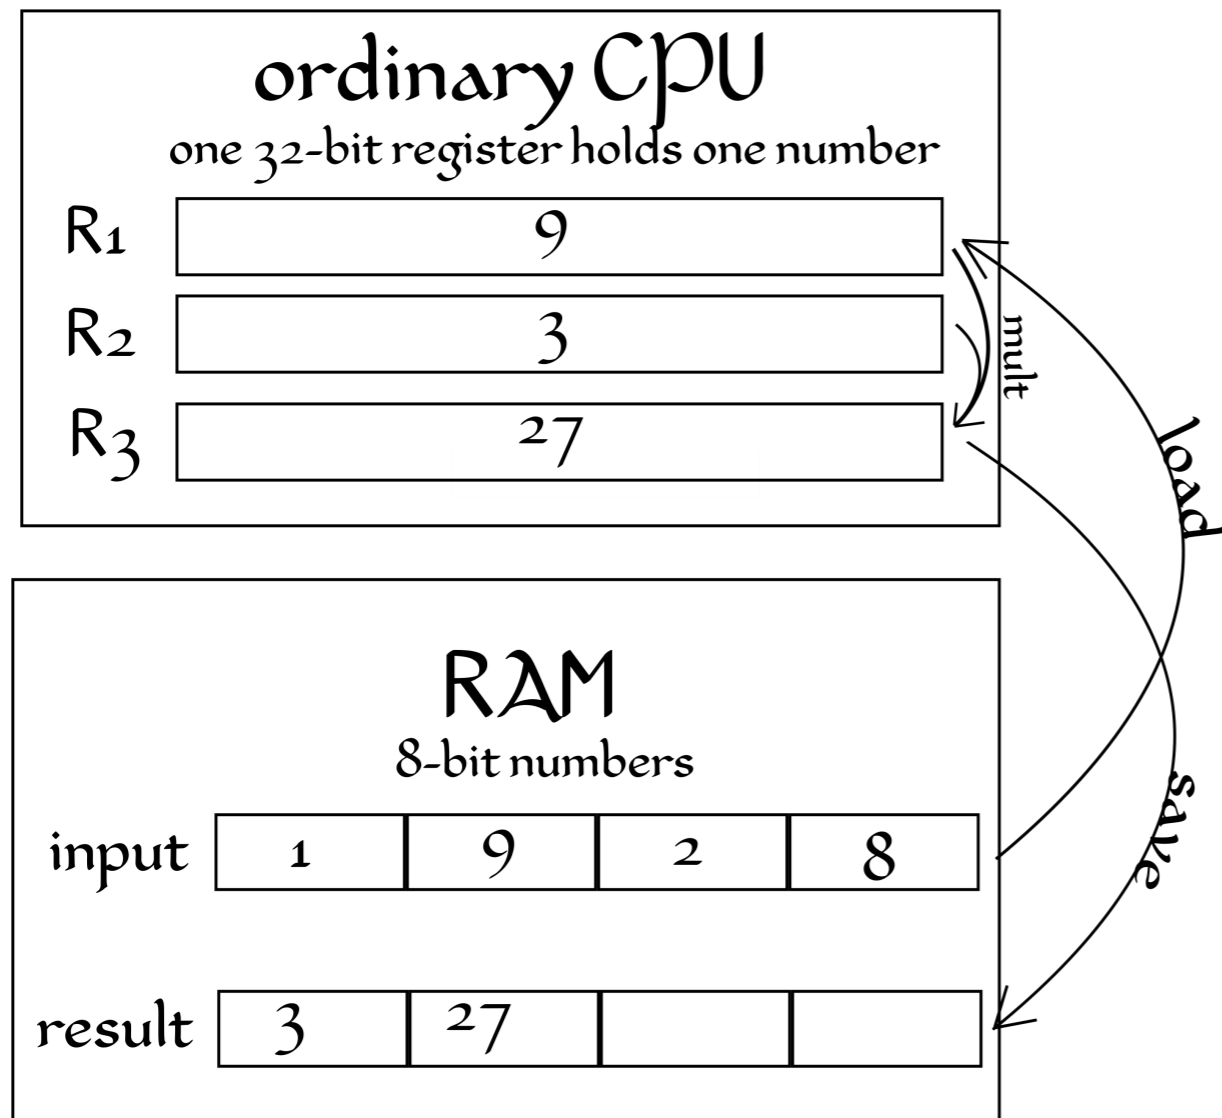 ordinary CPU
one 32-bit register holds one number
R1 9
R2 3
R3 27
mult
load
RAM
8-bit numbers
input 1 9 2 8
save
result 3 27